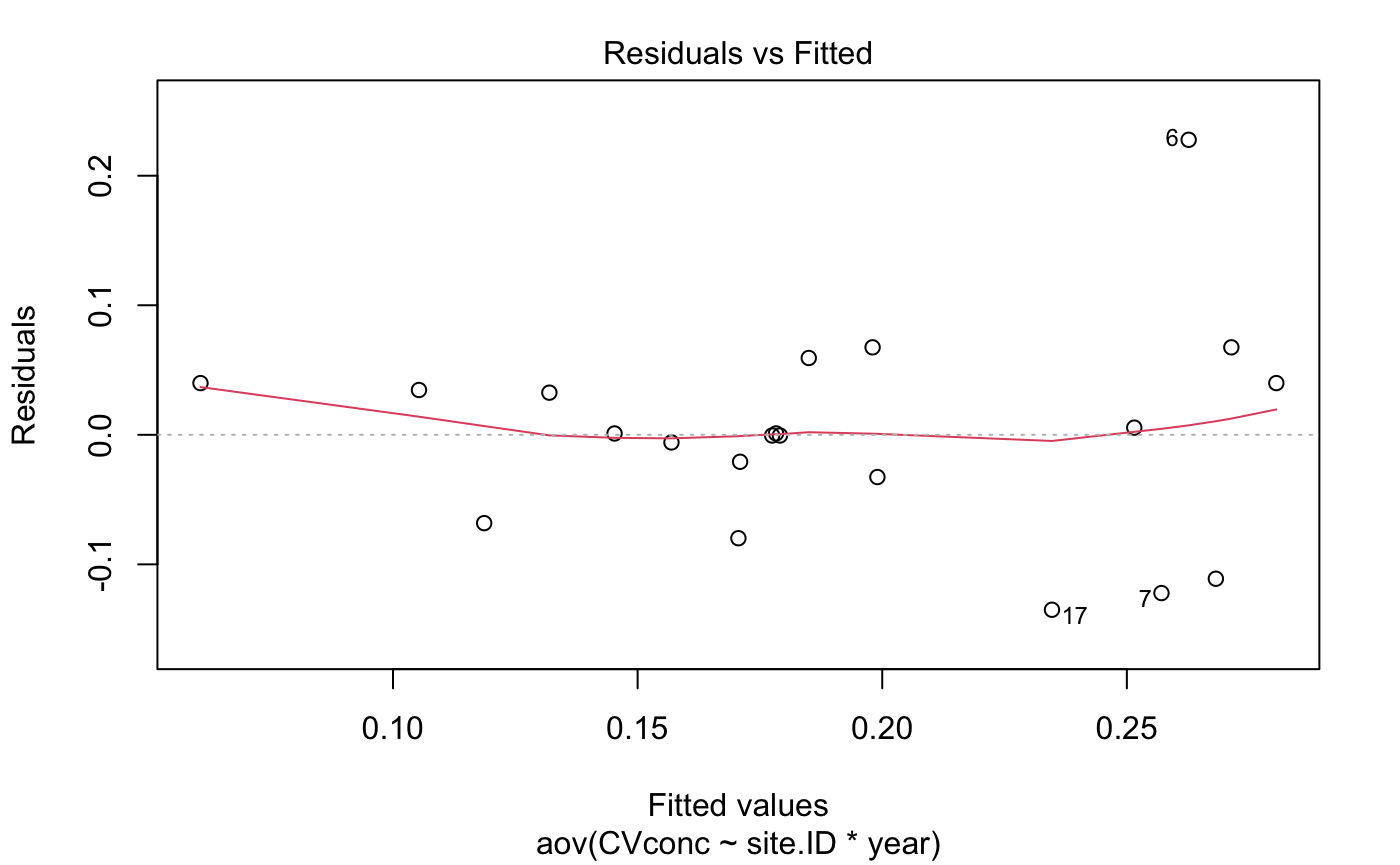 Residuals vs Fitted
Residuals
0.2
0.1
0.0
-0.1
6
7
17
0.10 0.15 0.20 0.25
Fitted values
aov(CVconc ~ site.ID * year)